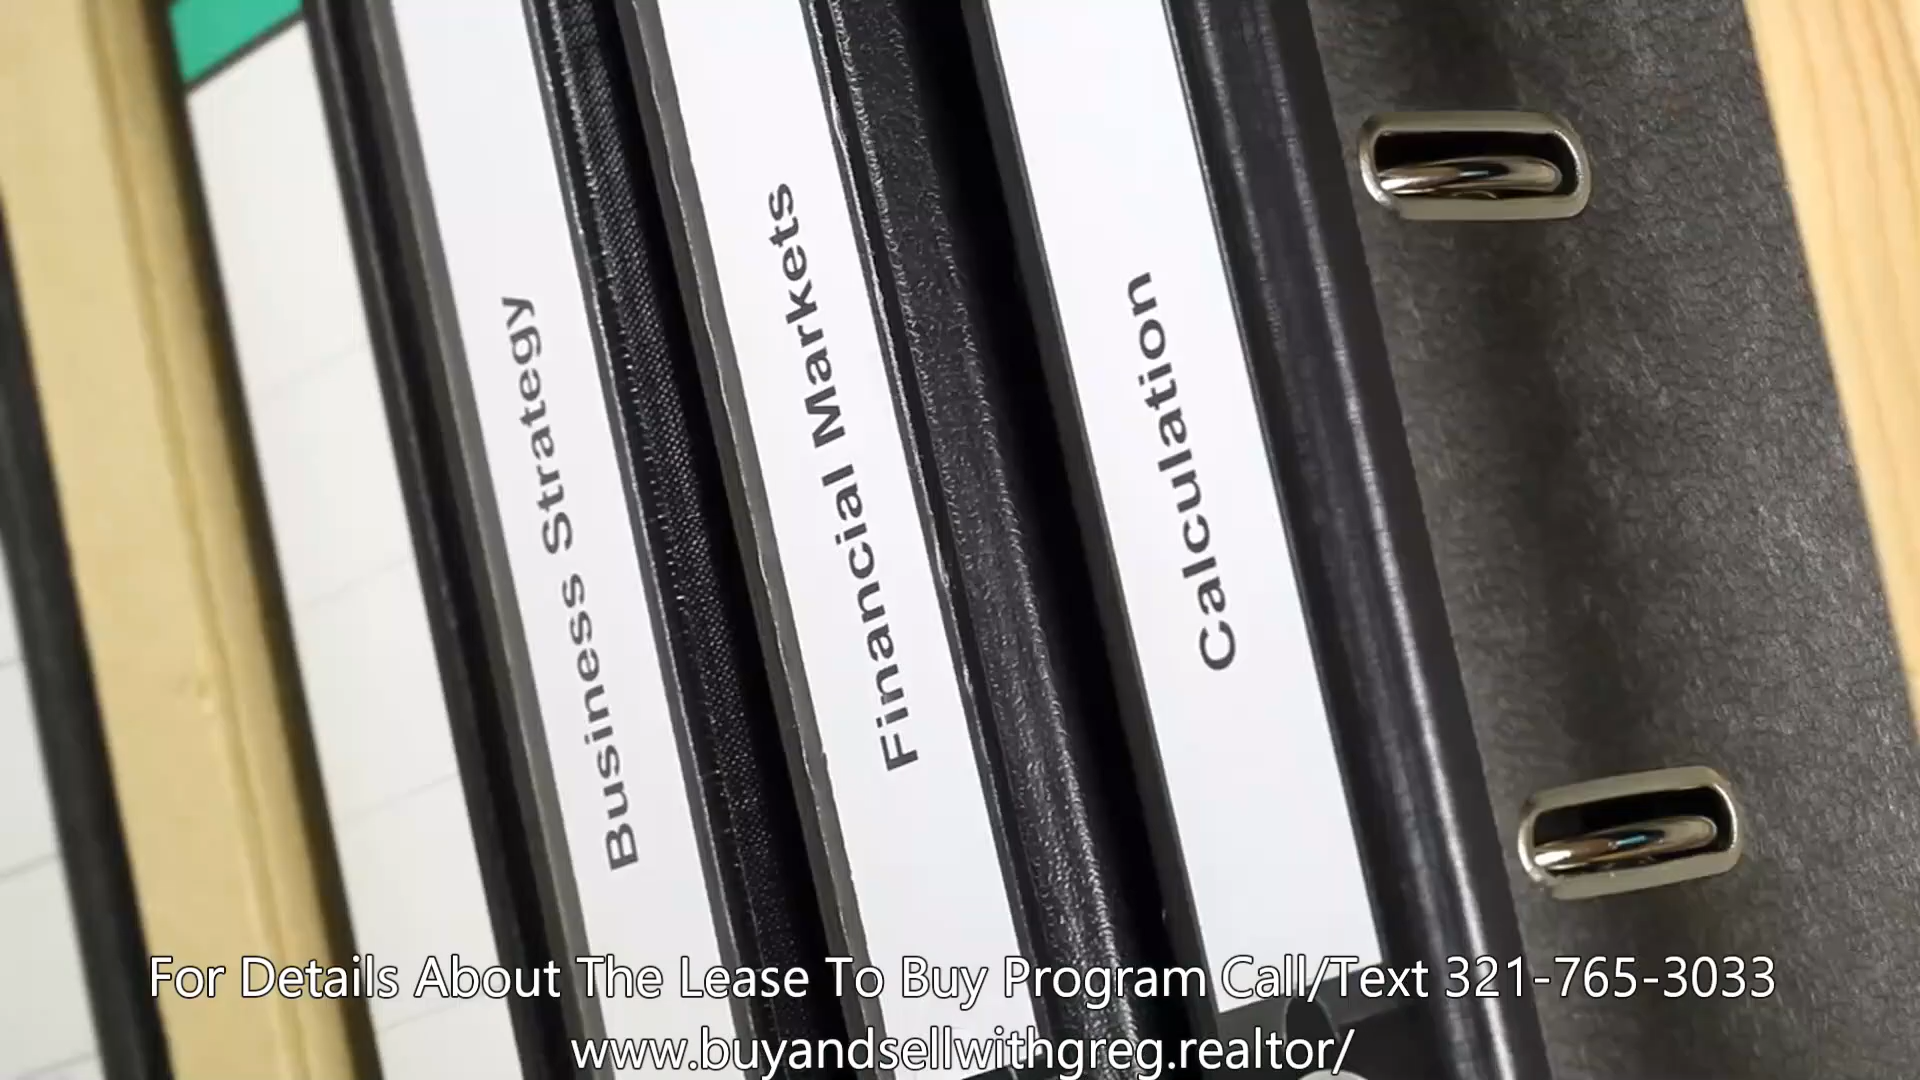 Business Strategy
Financial Markets
Calculation
For Details About The Lease To Buy Program Call/Text 321-765-3033
www.buyandsellwithgreg.realtor/